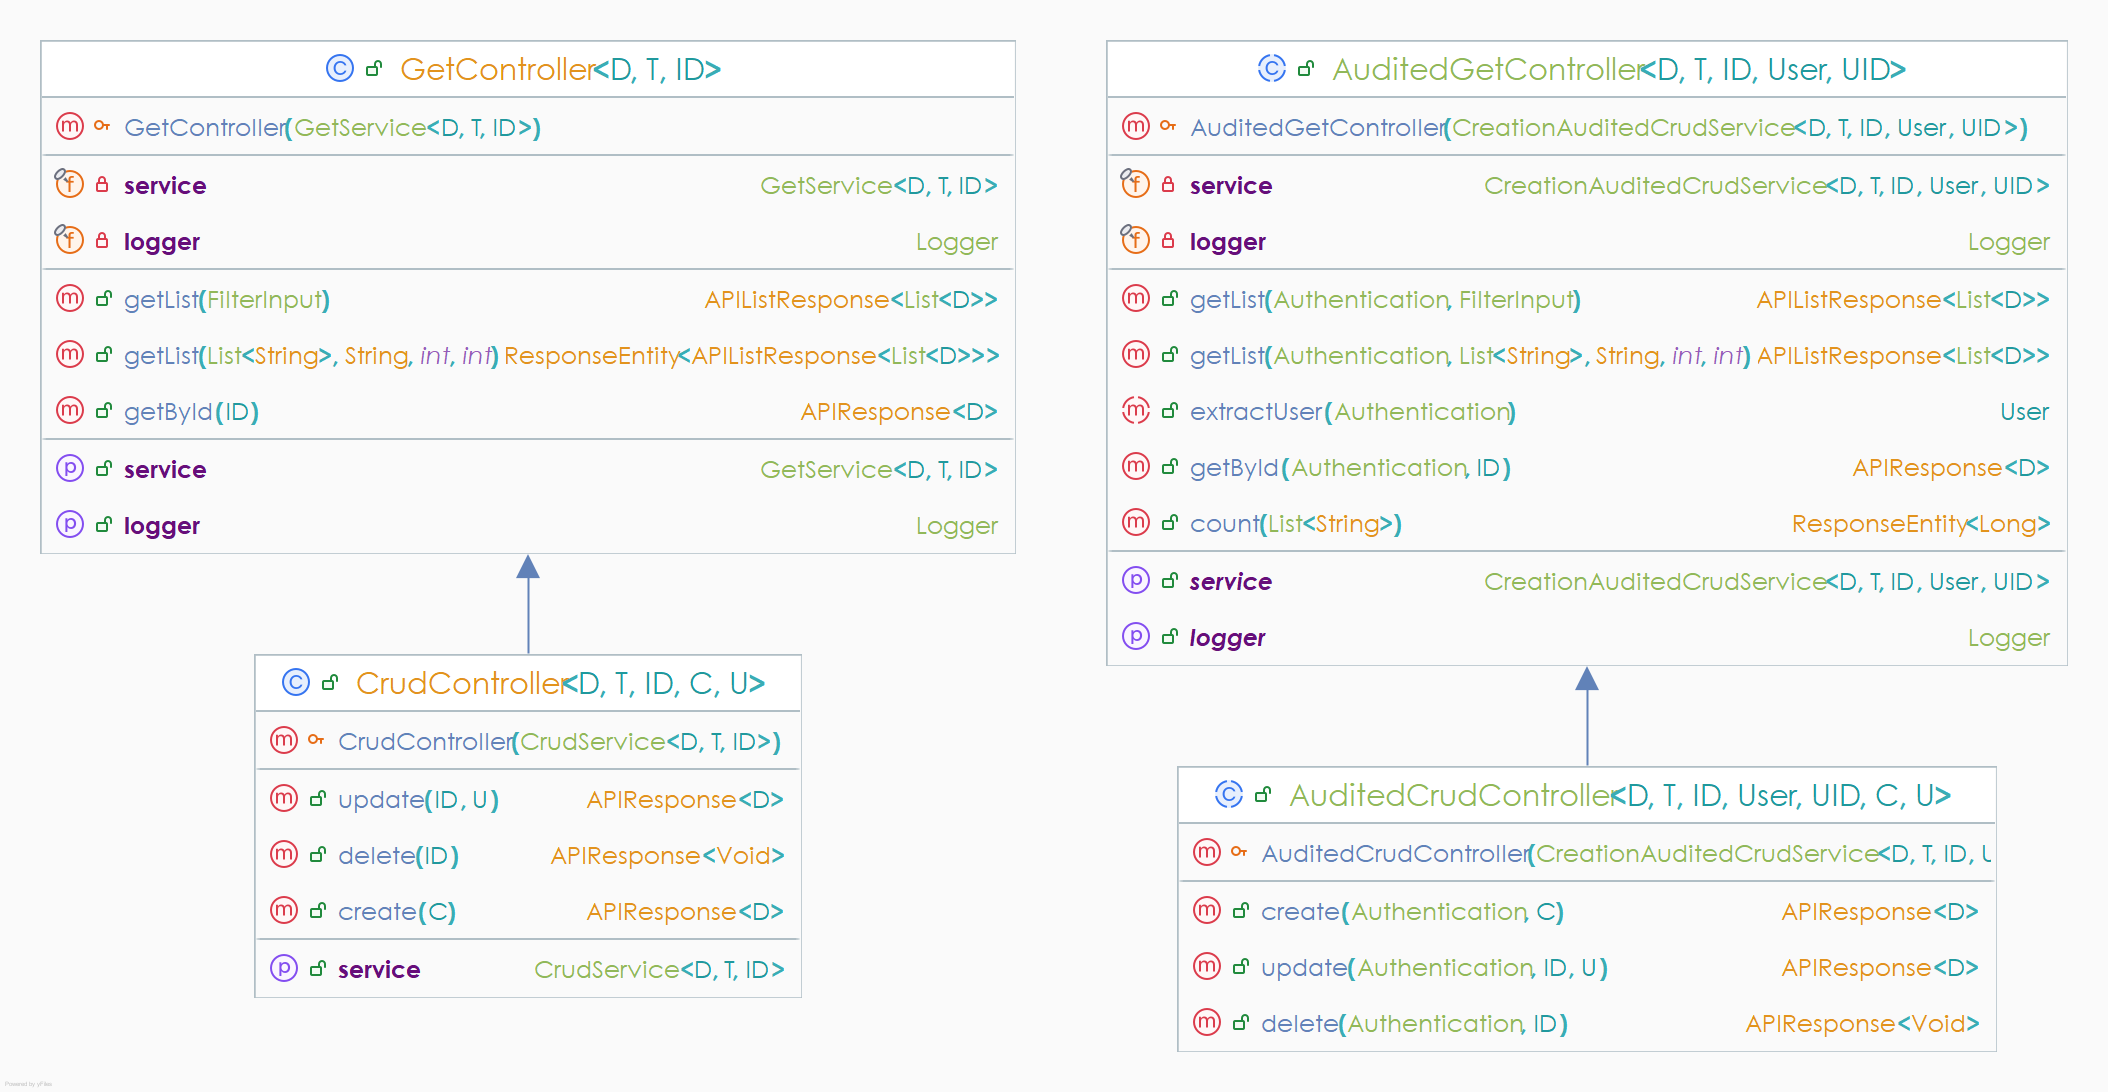 GetController<D, T, ID>
GetController(GetService<D, T, ID>)
service GetService<D, T, ID>
logger Logger
getList(FilterInput) APIListResponse<List<D>>
getList(List<String>, String, int, int) ResponseEntity<APIListResponse<List<D>>>
getById(ID) APIResponse<D>
service GetService<D, T, ID>
logger Logger
CrudController<D, T, ID, C, U>
CrudController(CrudService<D, T, ID>)
update(ID, U) APIResponse<D>
delete(ID) APIResponse<Void>
create(C) APIResponse<D>
service CrudService<D, T, ID>
AuditedGetController<D, T, ID, User, UID>
AuditedGetController(CreationAuditedCrudService<D, T, ID, User, UID>)
service CreationAuditedCrudService<D, T, ID, User, UID>
logger Logger
getList(Authentication, FilterInput) APIListResponse<List<D>>
getList(Authentication, List<String>, String, int, int) APIListResponse<List<D>>
extractUser(Authentication) User
getById(Authentication, ID) APIResponse<D>
count(List<String>) ResponseEntity<Long>
service CreationAuditedCrudService<D, T, ID, User, UID>
logger Logger
AuditedCrudController<D, T, ID, User, UID, C, U>
AuditedCrudController(CreationAuditedCrudService<D, T, ID,
create(Authentication, C) APIResponse<D>
update(Authentication, ID, U) APIResponse<D>
delete(Authentication, ID) APIResponse<Void>
Powered by yFiles